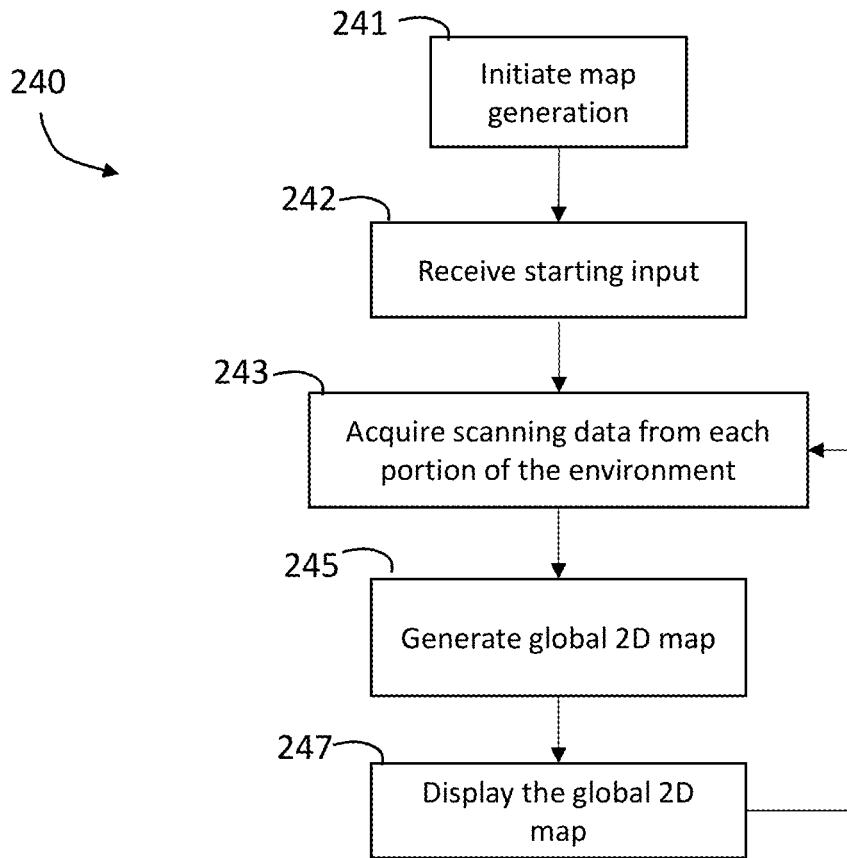 241
Initiate map
generation
240
242
Receive starting input
243
Acquire scanning data from each
portion of the environment
245
Generate global 2D map
247
Display the global 2D
map